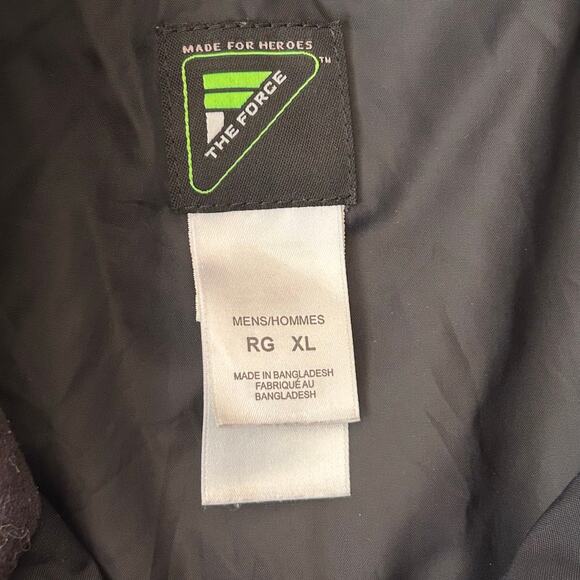 MADE FOR HEROES
THE FORCE
TM
MENS/HOMMES
RG XL
MADE IN BANGLADESH
FABRIQUÉ AU
BANGLADESH